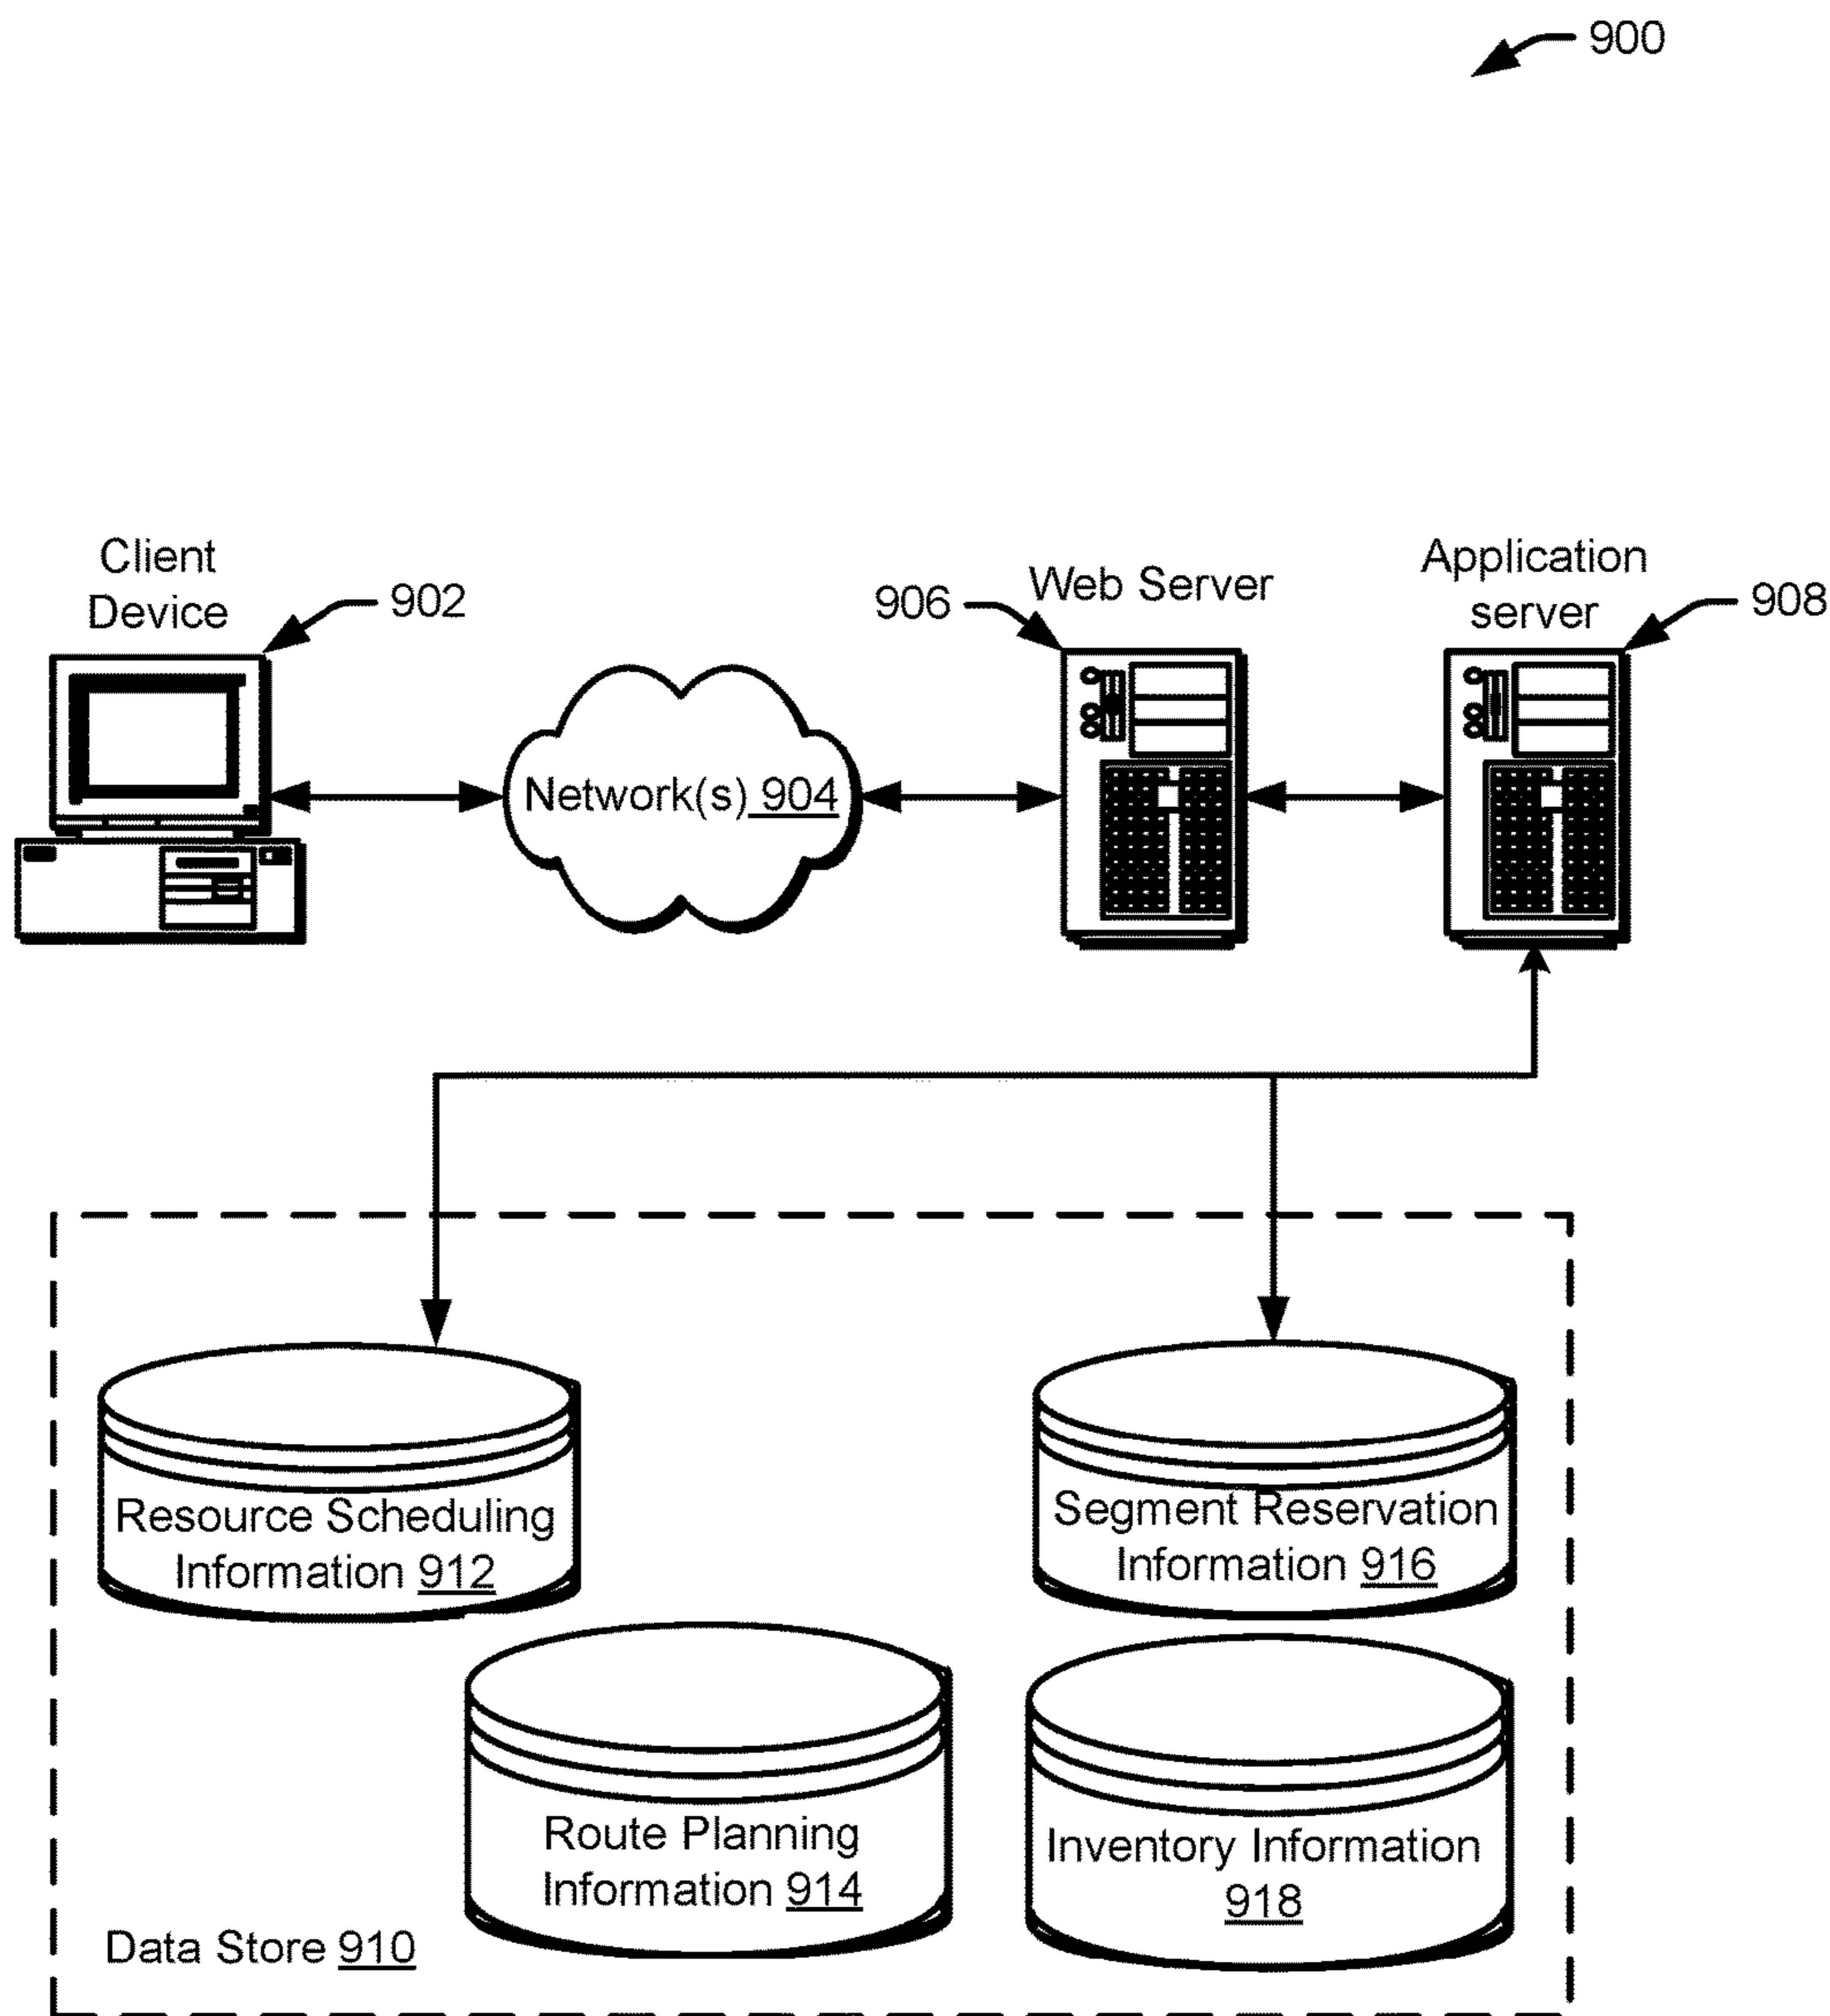 900
Client
Device
902
906
Web Server
Application
server
908
Network(s) 904
Resource Scheduling
Information 912
Segment Reservation
Information 916
Route Planning
Information 914
Inventory Information
918
Data Store 910